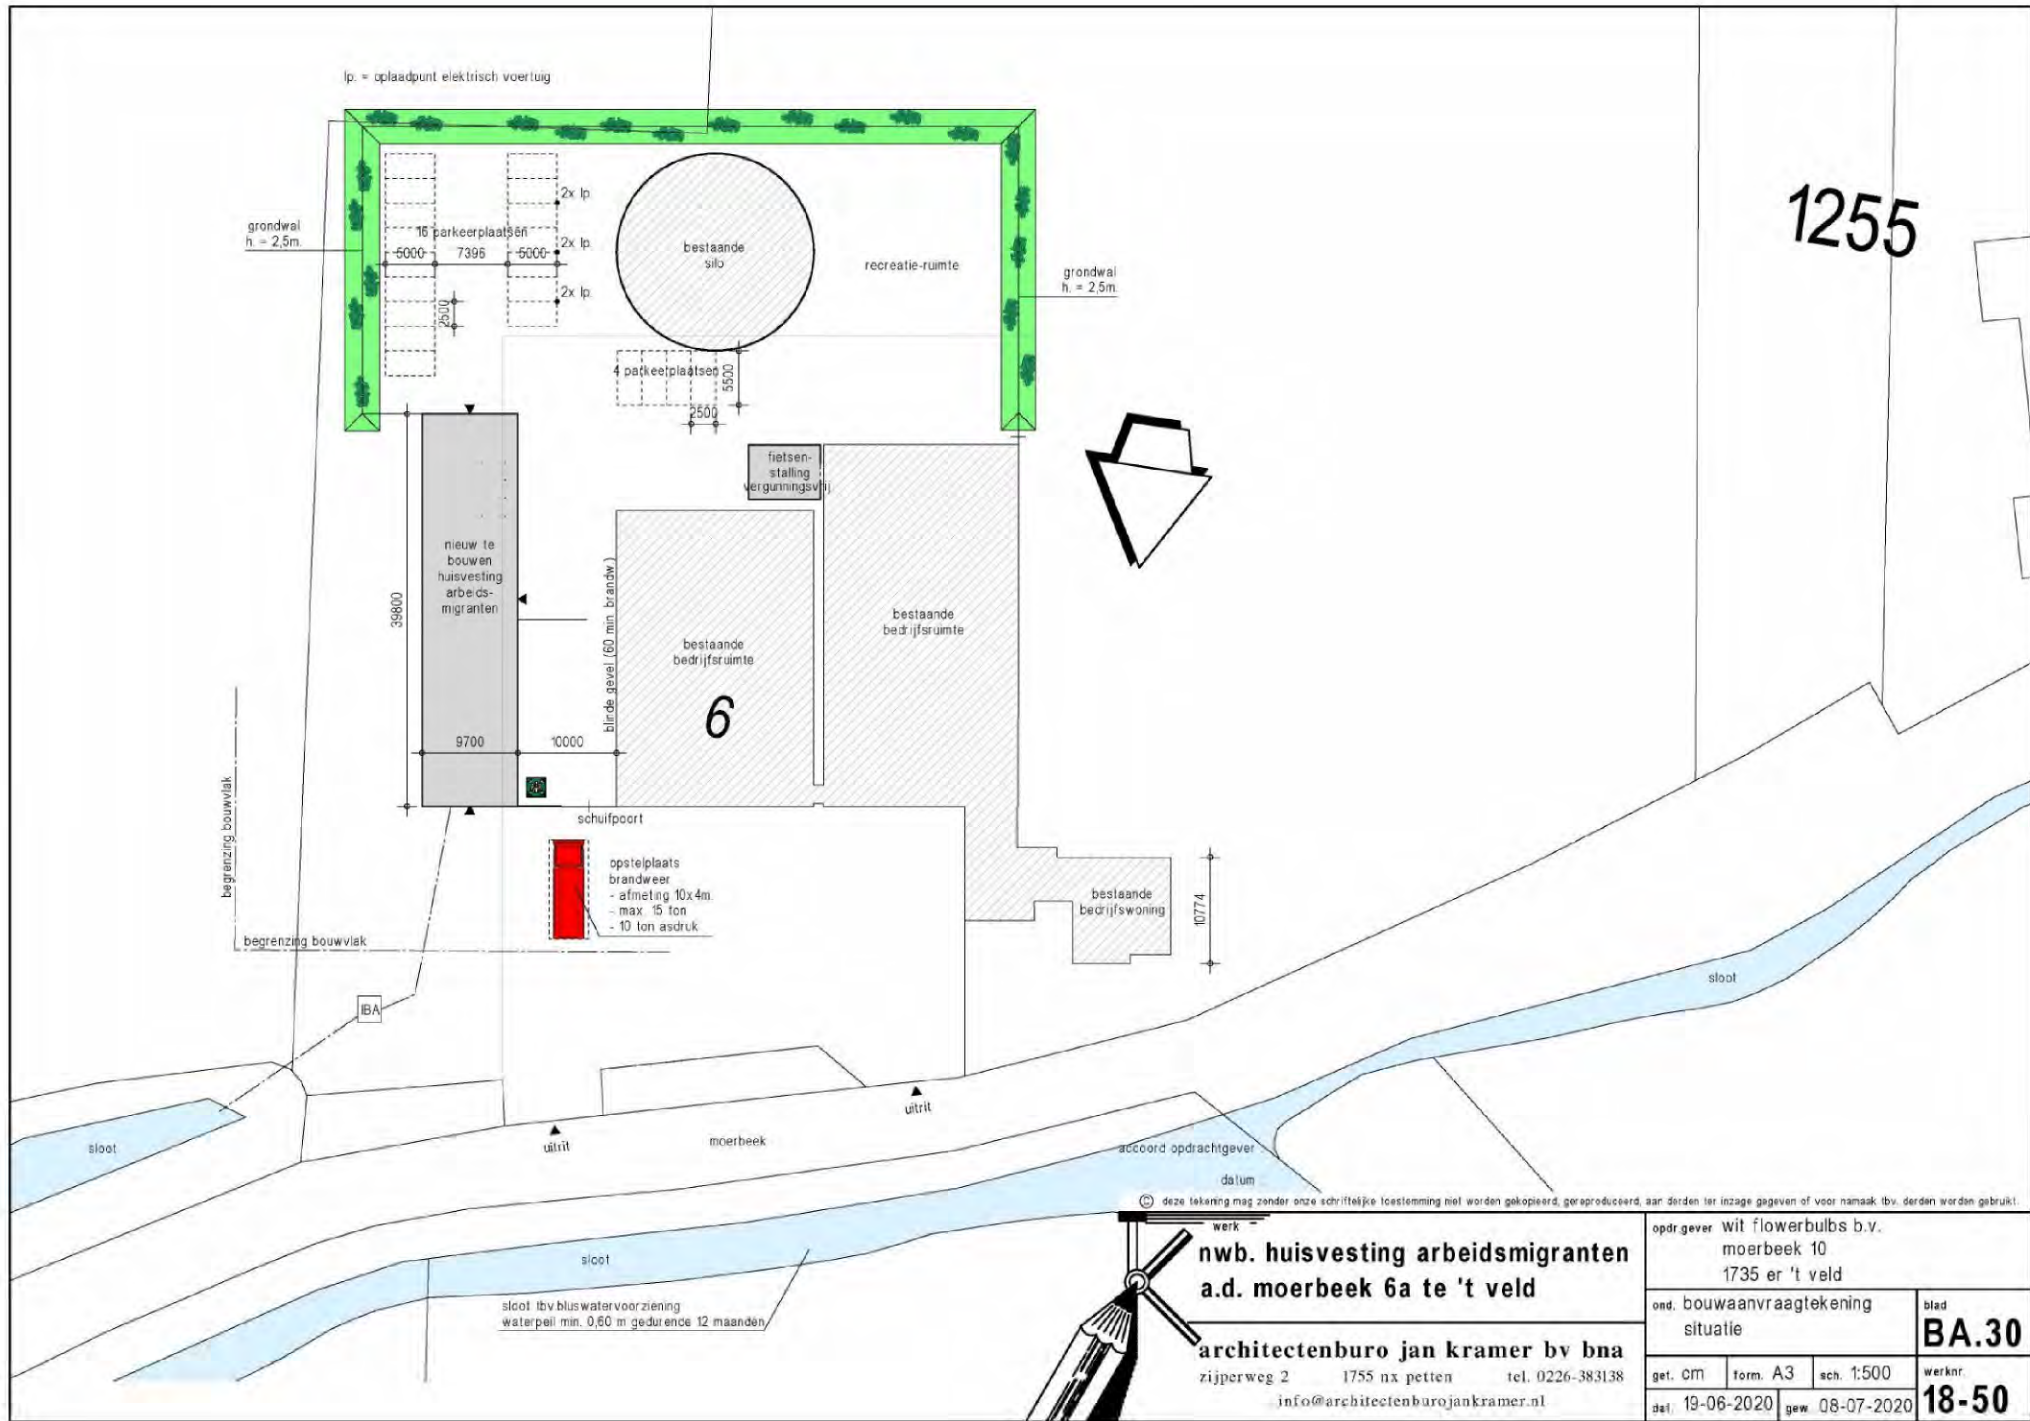 lp. = oplaadpunt elektrisch voertuig
1255
grondwal
h. = 2,5m.
16 parkeerplaatsen
5000
7396
5000
2x lp.
2x lp.
2x lp.
2500
bestaande
silo
recreatie-ruimte
grondwal
h. = 2,5m.
4 parkeerplaatsen
5500
2500
fietsen-
stalling
vergunningsvrij
nieuw te
bouwen
huisvesting
arbeids-
migranten
39800
blinde gevel (60 min. brandw.)
bestaande
bedrijfsruimte
6
bestaande
bedrijfsruimte
9700
10000
begrenzing bouwvlak
schuifpoort
opstelplaats
brandweer
- afmeting 10x4m.
- max. 15 ton
- 10 ton asdruk
bestaande
bedrijfswoning
10774
begrenzing bouwvlak
IBA
sloot
sloot
uitrit
uitrit
moerbeek
accoord opdrachtgever :
datum :
sloot
sloot tbv.bluswatervoorziening
waterpeil min. 0,60 m gedurende 12 maanden
© deze tekening mag zonder onze schriftelijke toestemming niet worden gekopieerd, gereproduceerd, aan derden ter inzage gegeven of voor namaak tbv. derden worden gebruikt.
werk
nwb. huisvesting arbeidsmigranten
a.d. moerbeek 6a te 't veld
architectenburo jan kramer bv bna
zijperweg 2 1755 nx petten tel. 0226-383138
info@architectenburojankramer.nl
opdr.gever wit flowerbulbs b.v.
moerbeek 10
1735 er 't veld
ond. bouwaanvraagtekening
situatie
blad
BA.30
get. cm form. A3 sch. 1:500
dat. 19-06-2020 gew. 08-07-2020
werknr.
18-50